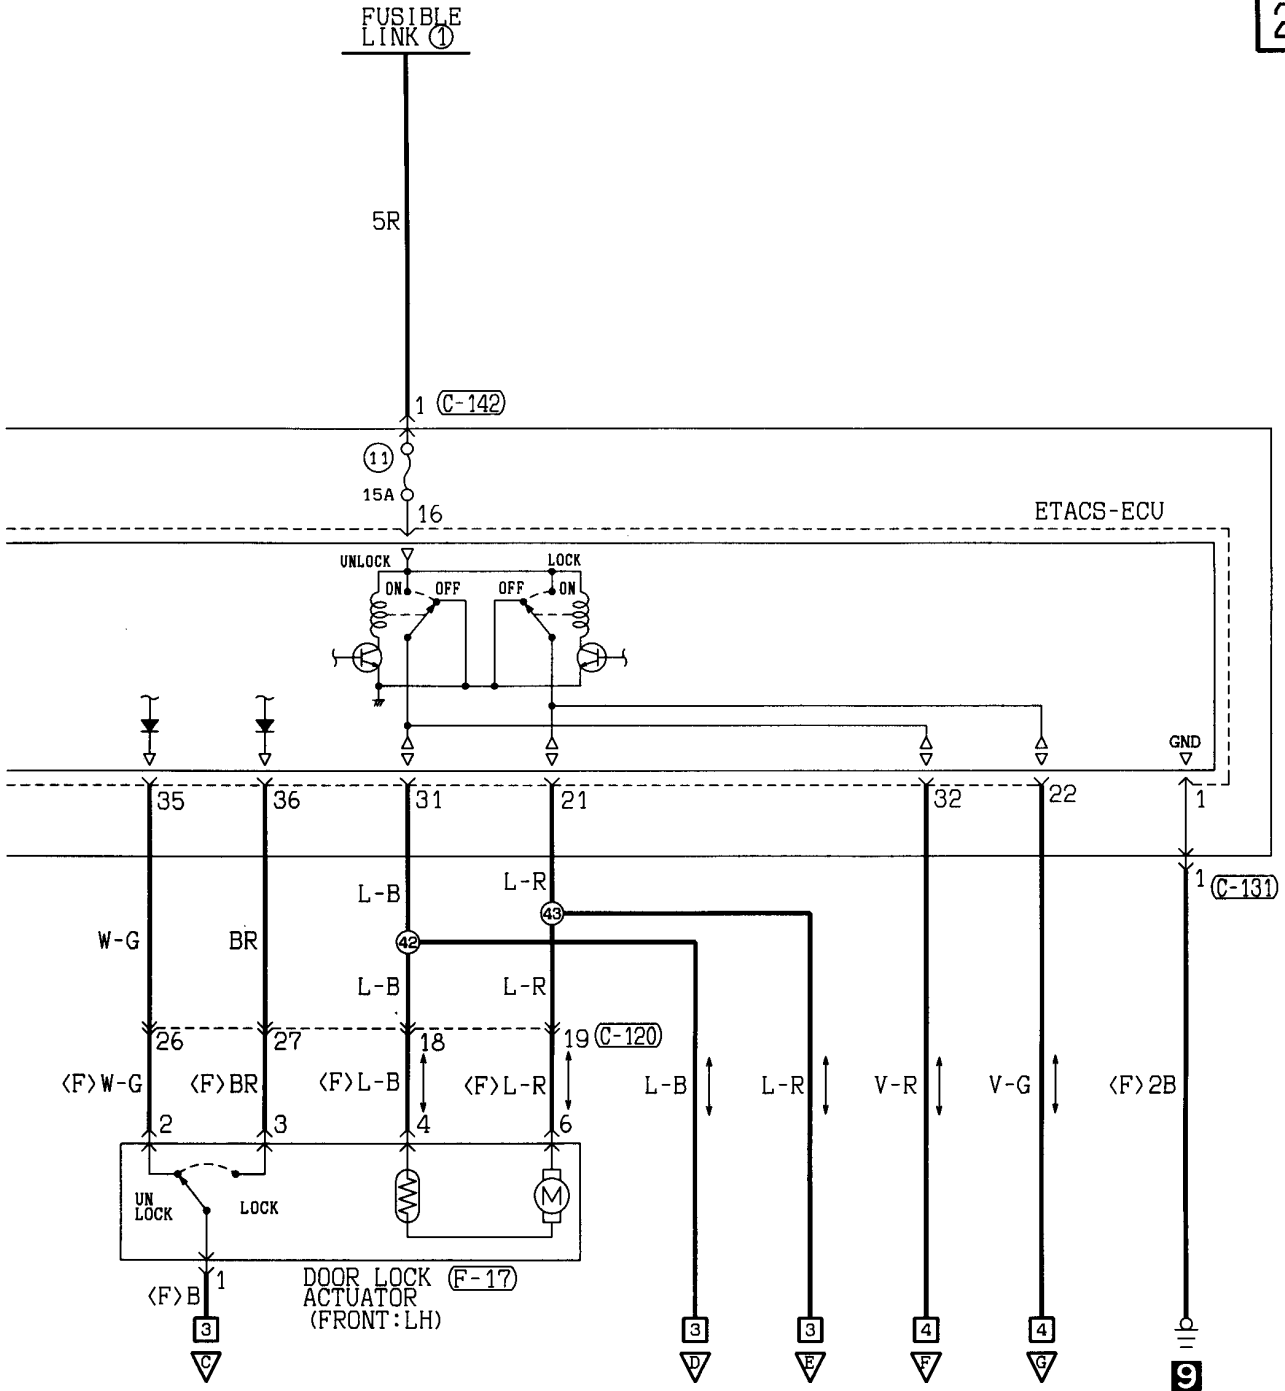 FUSIBLE
LINK ①
2
5R
1 (C-142)
11
15A
16
ETACS-ECU
UNLOCK LOCK
ON OFF OFF ON
GND
35 36 31 21 32 22 1
L-B L-R
1 (C-131)
43
W-G BR 42
L-B L-R
26 27 18 19 (C-120)
<F>W-G <F>BR <F>L-B <F>L-R L-B L-R V-R V-G <F>2B
2 3 4 6
UN
LOCK LOCK M
1
<F>B
DOOR LOCK (F-17)
ACTUATOR
(FRONT:LH)
3 3 3 4 4
C D E F G 9